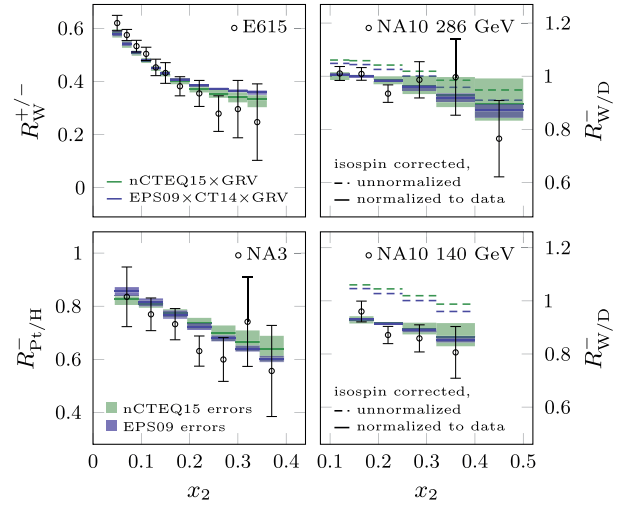 E615
R_W^{+/−}
0.6
0.4
0.2
0
nCTEQ15×GRV
EPS09×CT14×GRV
NA10 286 GeV
isospin corrected,
unnormalized
normalized to data
1.2
1
0.8
0.6
R^−_{W/D}
NA3
R^−_{Pt/H}
1
0.8
0.6
0.4
nCTEQ15 errors
EPS09 errors
0 0.1 0.2 0.3 0.4
x_2
NA10 140 GeV
isospin corrected,
unnormalized
normalized to data
1.2
1
0.8
0.6
R^−_{W/D}
0.1 0.2 0.3 0.4 0.5
x_2